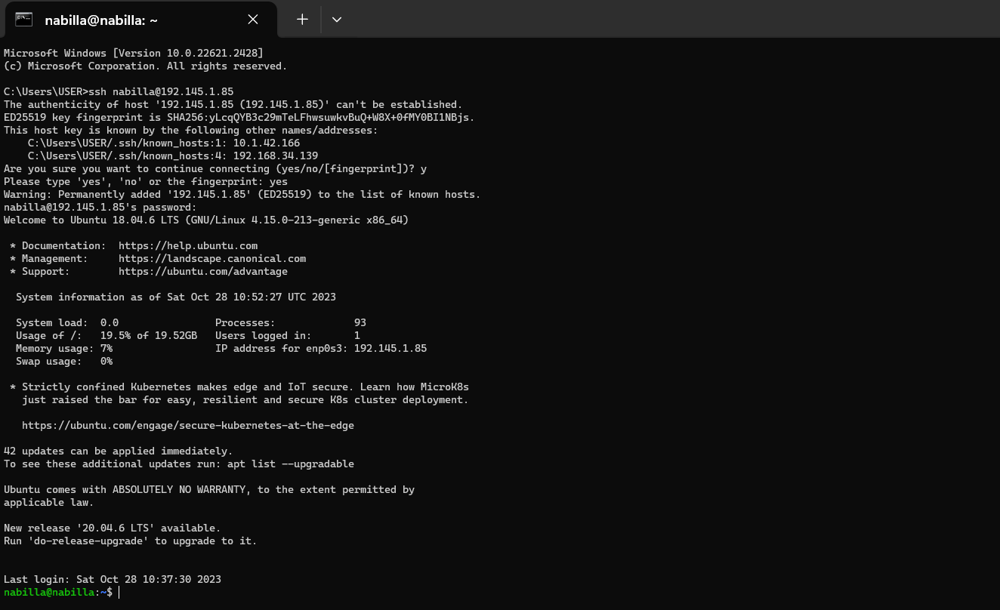 nabilla@nabilla: ~
Microsoft Windows [Version 10.0.22621.2428]
(c) Microsoft Corporation. All rights reserved.
C:\Users\USER>ssh nabilla@192.145.1.85
The authenticity of host '192.145.1.85 (192.145.1.85)' can't be established.
ED25519 key fingerprint is SHA256:yLcqQYB3c29mTeLFhwsuwkvBuQ+W8X+0fMY0BI1NBjs.
This host key is known by the following other names/addresses:
    C:\Users\USER/.ssh/known_hosts:1: 10.1.42.166
    C:\Users\USER/.ssh/known_hosts:4: 192.168.34.139
Are you sure you want to continue connecting (yes/no/[fingerprint])? y
Please type 'yes', 'no' or the fingerprint: yes
Warning: Permanently added '192.145.1.85' (ED25519) to the list of known hosts.
nabilla@192.145.1.85's password:
Welcome to Ubuntu 18.04.6 LTS (GNU/Linux 4.15.0-213-generic x86_64)
 * Documentation:  https://help.ubuntu.com
 * Management:     https://landscape.canonical.com
 * Support:        https://ubuntu.com/advantage
  System information as of Sat Oct 28 10:52:27 UTC 2023
  System load:  0.0                Processes:             93
  Usage of /:   19.5% of 19.52GB   Users logged in:       1
  Memory usage: 7%                 IP address for enp0s3: 192.145.1.85
  Swap usage:   0%
 * Strictly confined Kubernetes makes edge and IoT secure. Learn how MicroK8s
   just raised the bar for easy, resilient and secure K8s cluster deployment.
   https://ubuntu.com/engage/secure-kubernetes-at-the-edge
42 updates can be applied immediately.
To see these additional updates run: apt list --upgradable
Ubuntu comes with ABSOLUTELY NO WARRANTY, to the extent permitted by
applicable law.
New release '20.04.6 LTS' available.
Run 'do-release-upgrade' to upgrade to it.
Last login: Sat Oct 28 10:37:30 2023
nabilla@nabilla:~$